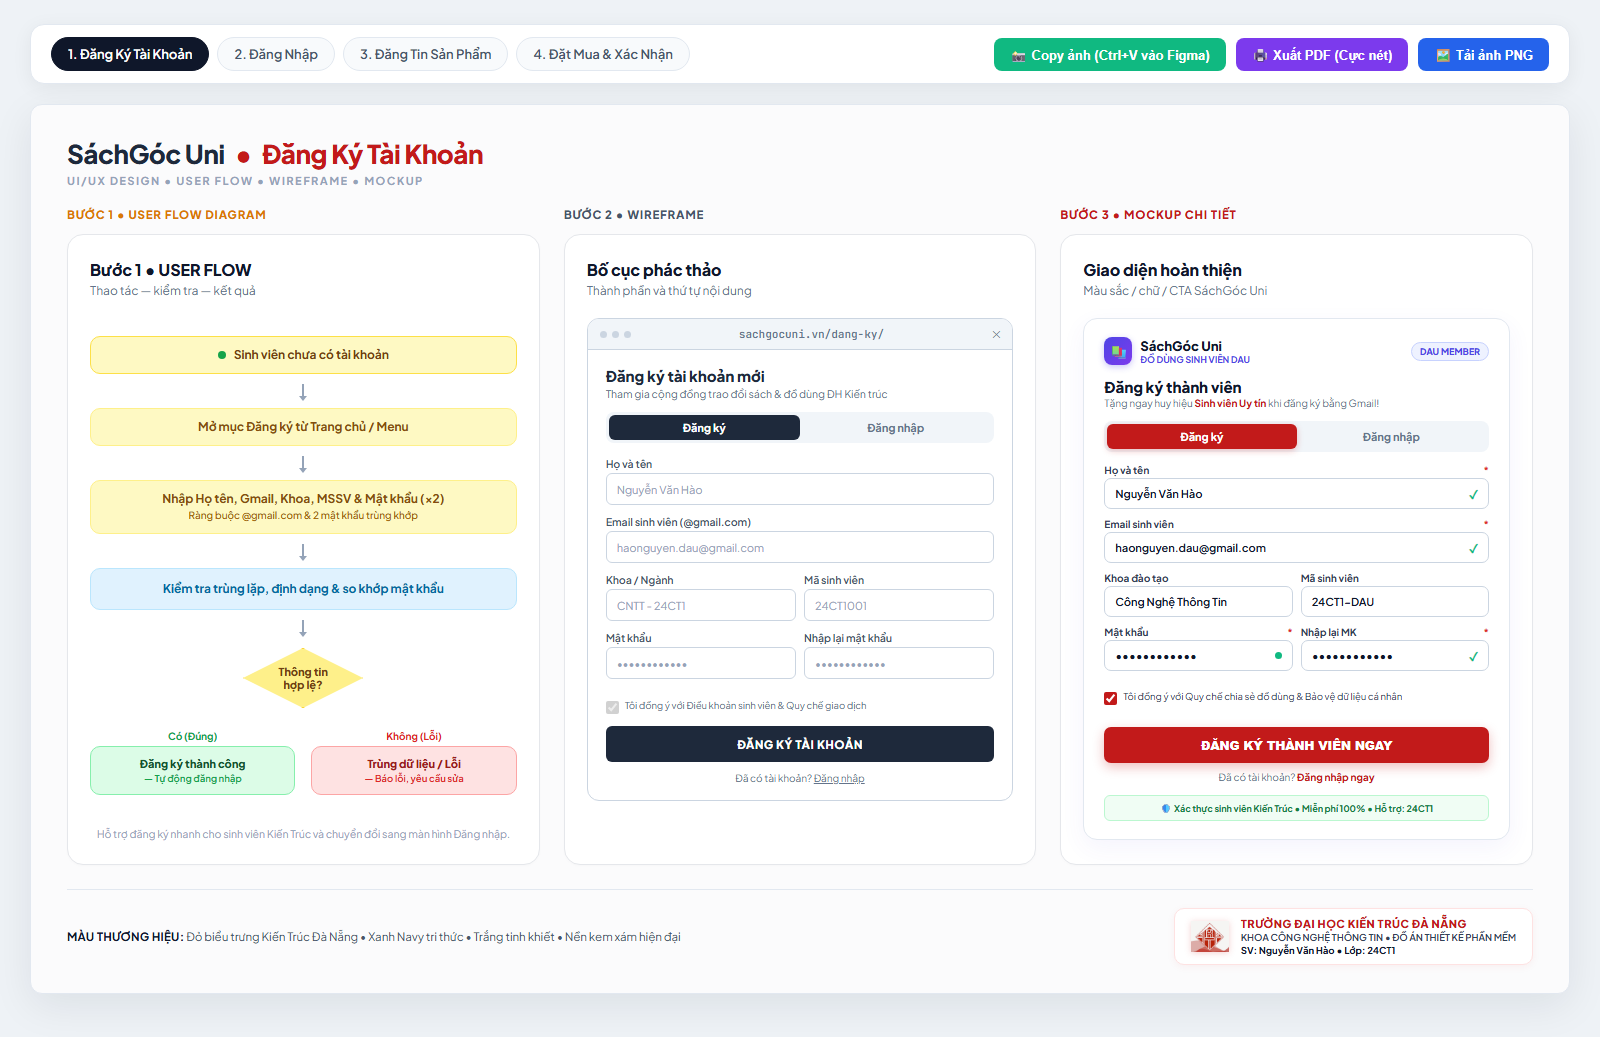 1. Đăng Ký Tài Khoản
2. Đăng Nhập
3. Đăng Tin Sản Phẩm
4. Đặt Mua & Xác Nhận
Copy ảnh (Ctrl+V vào Figma)
Xuất PDF (Cực nét)
Tải ảnh PNG
SáchGóc Uni ● Đăng Ký Tài Khoản
UI/UX DESIGN ● USER FLOW ● WIREFRAME ● MOCKUP
BƯỚC 1 ● USER FLOW DIAGRAM
Bước 1 ● USER FLOW
Thao tác — kiểm tra — kết quả
Sinh viên chưa có tài khoản
Mở mục Đăng ký từ Trang chủ / Menu
Nhập Họ tên, Gmail, Khoa, MSSV & Mật khẩu (×2)
Ràng buộc @gmail.com & 2 mật khẩu trùng khớp
Kiểm tra trùng lặp, định dạng & so khớp mật khẩu
Thông tin
hợp lệ?
Có (Đúng)
Đăng ký thành công
— Tự động đăng nhập
Không (Lỗi)
Trùng dữ liệu / Lỗi
— Báo lỗi, yêu cầu sửa
Hỗ trợ đăng ký nhanh cho sinh viên Kiến Trúc và chuyển đổi sang màn hình Đăng nhập.
BƯỚC 2 ● WIREFRAME
Bố cục phác thảo
Thành phần và thứ tự nội dung
sachgocuni.vn/dang-ky/
Đăng ký tài khoản mới
Tham gia cộng đồng trao đổi sách & đồ dùng ĐH Kiến trúc
Đăng ký
Đăng nhập
Họ và tên
Nguyễn Văn Hào
Email sinh viên (@gmail.com)
haonguyen.dau@gmail.com
Khoa / Ngành
Mã sinh viên
CNTT - 24CT1
24CT1001
Mật khẩu
Nhập lại mật khẩu
••••••••••••
••••••••••••
Tôi đồng ý với Điều khoản sinh viên & Quy chế giao dịch
ĐĂNG KÝ TÀI KHOẢN
Đã có tài khoản? Đăng nhập
BƯỚC 3 ● MOCKUP CHI TIẾT
Giao diện hoàn thiện
Màu sắc / chữ / CTA SáchGóc Uni
SáchGóc Uni
ĐỒ DÙNG SINH VIÊN DAU
DAU MEMBER
Đăng ký thành viên
Tặng ngay huy hiệu Sinh viên Uy tín khi đăng ký bằng Gmail!
Đăng ký
Đăng nhập
Họ và tên *
Nguyễn Văn Hào
Email sinh viên *
haonguyen.dau@gmail.com
Khoa đào tạo
Mã sinh viên
Công Nghệ Thông Tin
24CT1-DAU
Mật khẩu *
Nhập lại MK *
••••••••••••
••••••••••••
Tôi đồng ý với Quy chế chia sẻ đồ dùng & Bảo vệ dữ liệu cá nhân
ĐĂNG KÝ THÀNH VIÊN NGAY
Đã có tài khoản? Đăng nhập ngay
Xác thực sinh viên Kiến Trúc • Miễn phí 100% • Hỗ trợ: 24CT1
MÀU THƯƠNG HIỆU: Đỏ biểu trưng Kiến Trúc Đà Nẵng • Xanh Navy tri thức • Trắng tinh khiết • Nền kem xám hiện đại
TRƯỜNG ĐẠI HỌC KIẾN TRÚC ĐÀ NẴNG
KHOA CÔNG NGHỆ THÔNG TIN • ĐỒ ÁN THIẾT KẾ PHẦN MỀM
SV: Nguyễn Văn Hào • Lớp: 24CT1